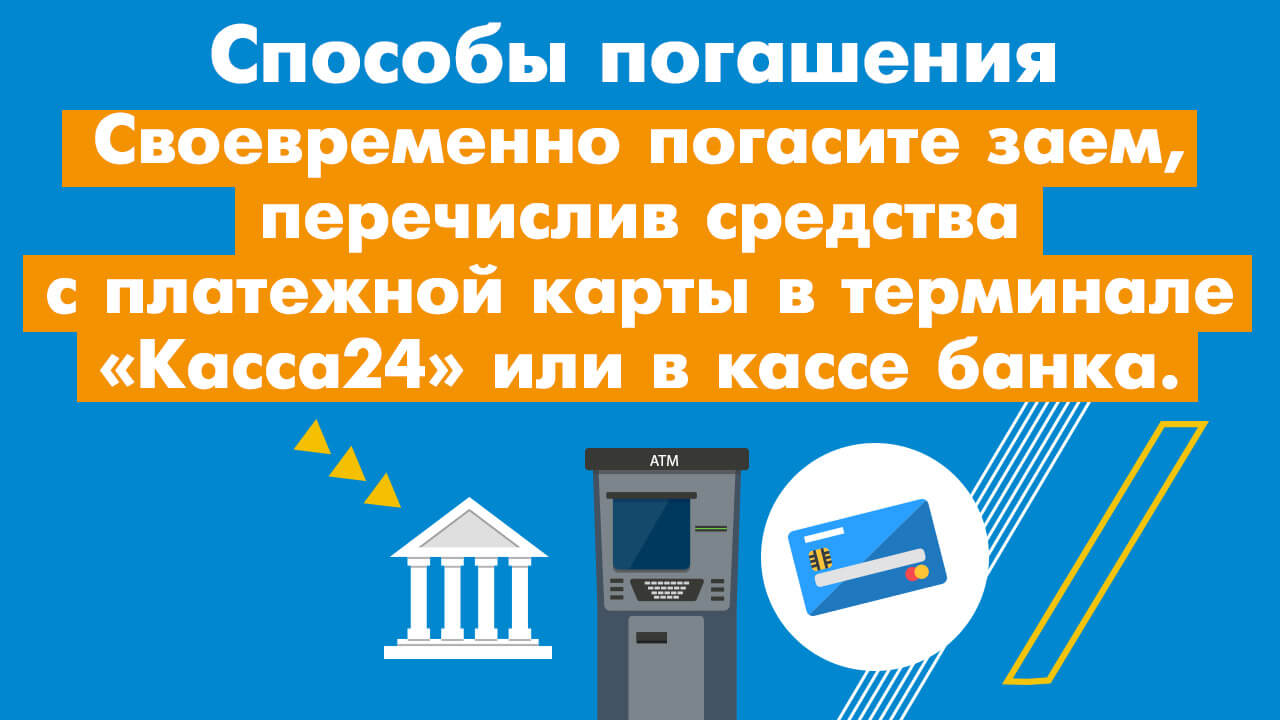 Способы погашения
Своевременно погасите заем,
перечислив средства
с платежной карты в терминале
«Касса24» или в кассе банка.
ATM